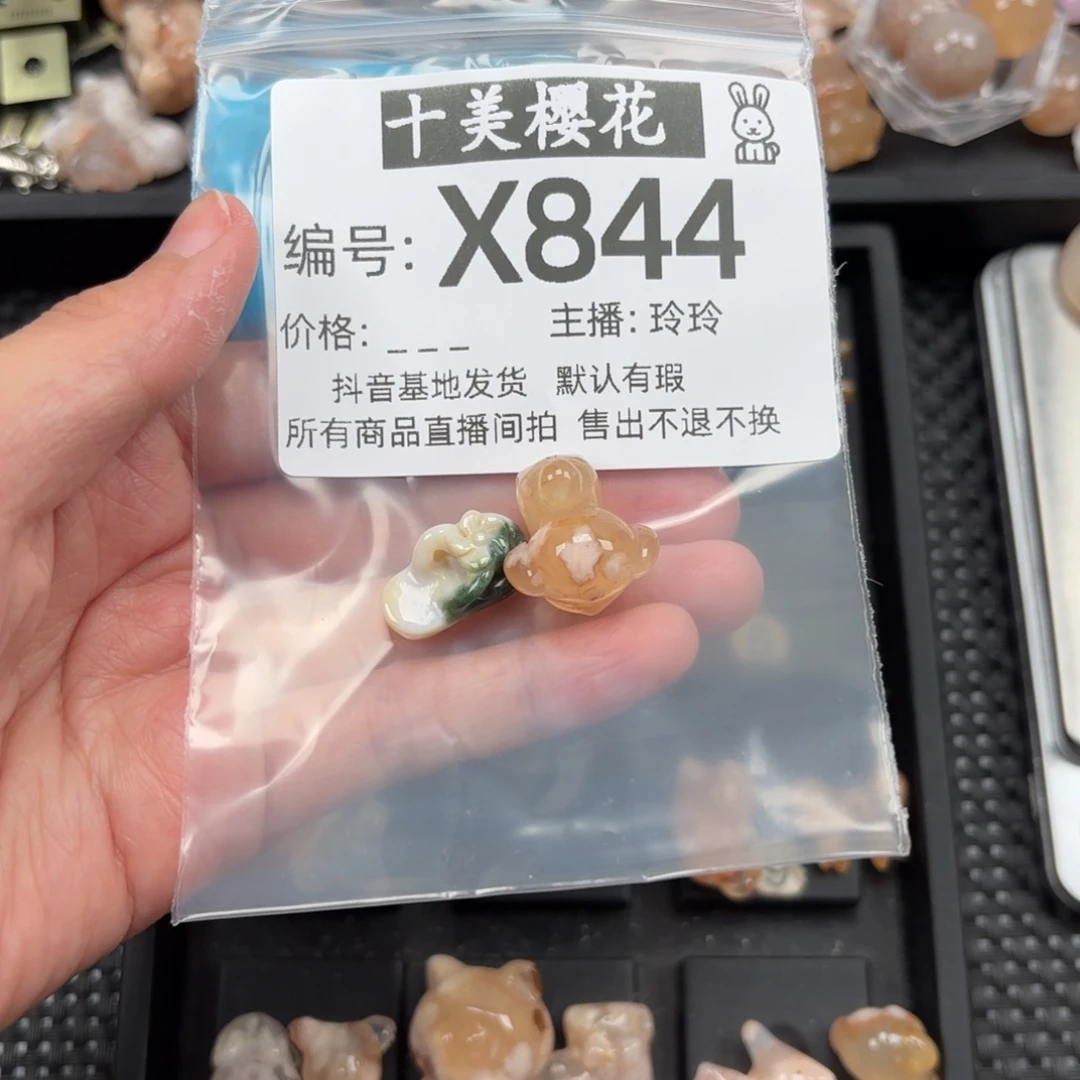 十美樱花
编号: X844
价格: _ _ _ 主播: 玲玲
抖音基地发货 默认有瑕
所有商品直播间拍 售出不退不换